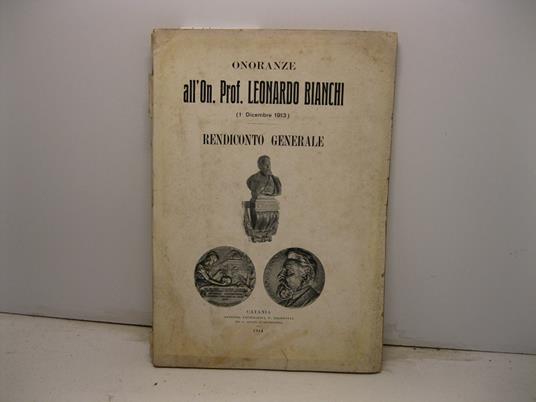 ONORANZE
all'On. Prof. LEONARDO BIANCHI
(1 Dicembre 1913)
RENDICONTO GENERALE
CATANIA
1914